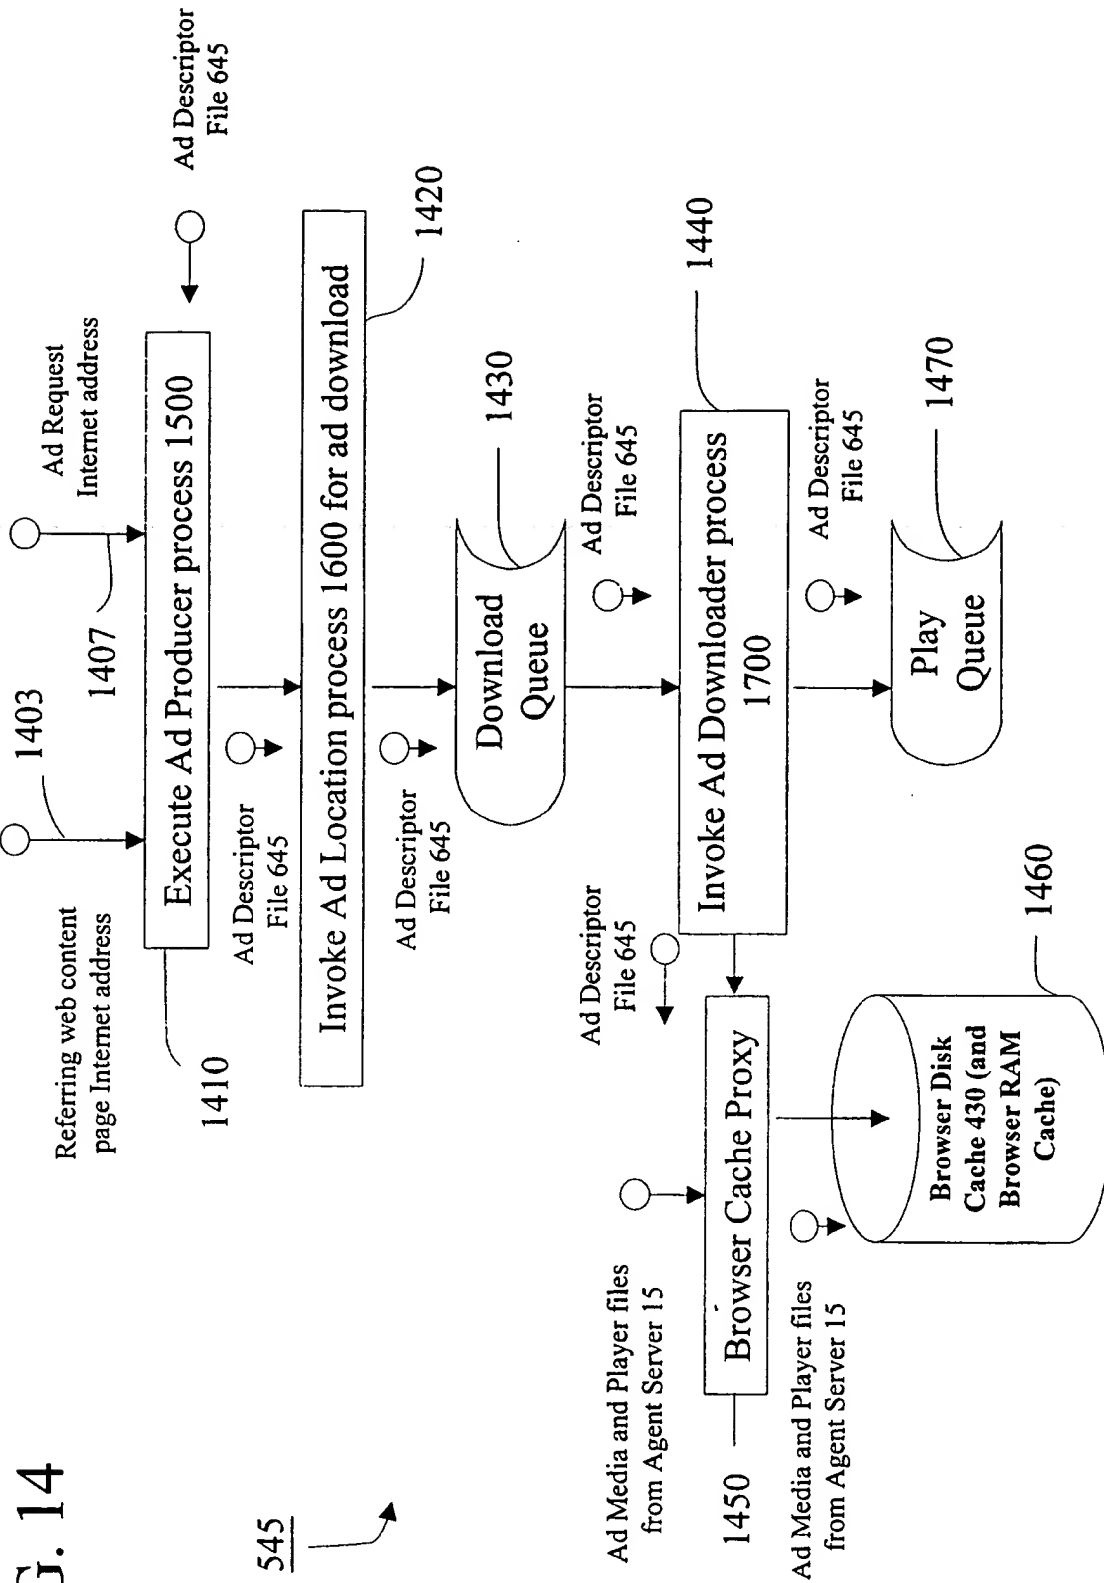 G. 14
545
Referring web content
page Internet address
1403
Ad Request
Internet address
1407
Ad Descriptor
File 645
1410
Execute Ad Producer process 1500
Ad Descriptor
File 645
Invoke Ad Location process 1600 for ad download
1420
Ad Descriptor
File 645
Download
Queue
1430
Ad Descriptor
File 645
Ad Descriptor
File 645
Invoke Ad Downloader process
1700
1440
Ad Media and Player files
from Agent Server 15
Browser Cache Proxy
1450
Ad Descriptor
File 645
Play
Queue
1470
Ad Media and Player files
from Agent Server 15
Browser Disk
Cache 430 (and
Browser RAM
Cache)
1460